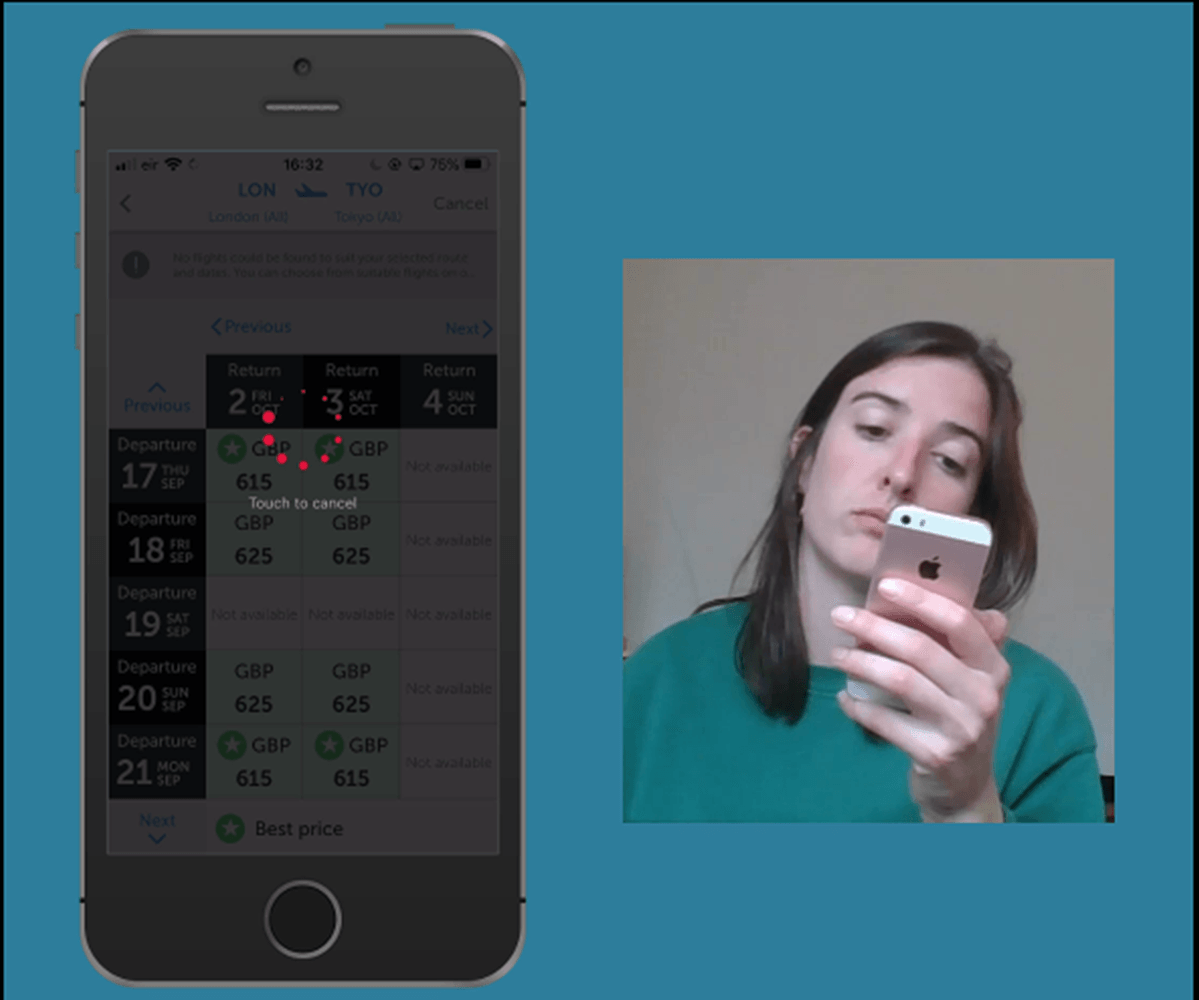 eir 16:32 75%
LON TYO
London (All) Tokyo (All)
Cancel
No flights could be found to suit your selected route
and dates. You can choose from suitable flights on a...
Previous Next
Previous
Return Return Return
2 FRI OCT 3 SAT OCT 4 SUN OCT
Departure
17 THU SEP
GBP 615 GBP 615 Not available
Touch to cancel
Departure
18 FRI SEP
GBP 625 GBP 625 Not available
Departure
19 SAT SEP
Not available Not available Not available
Departure
20 SUN SEP
GBP 625 GBP 625 Not available
Departure
21 MON SEP
GBP 615 GBP 615 Not available
Next
Best price